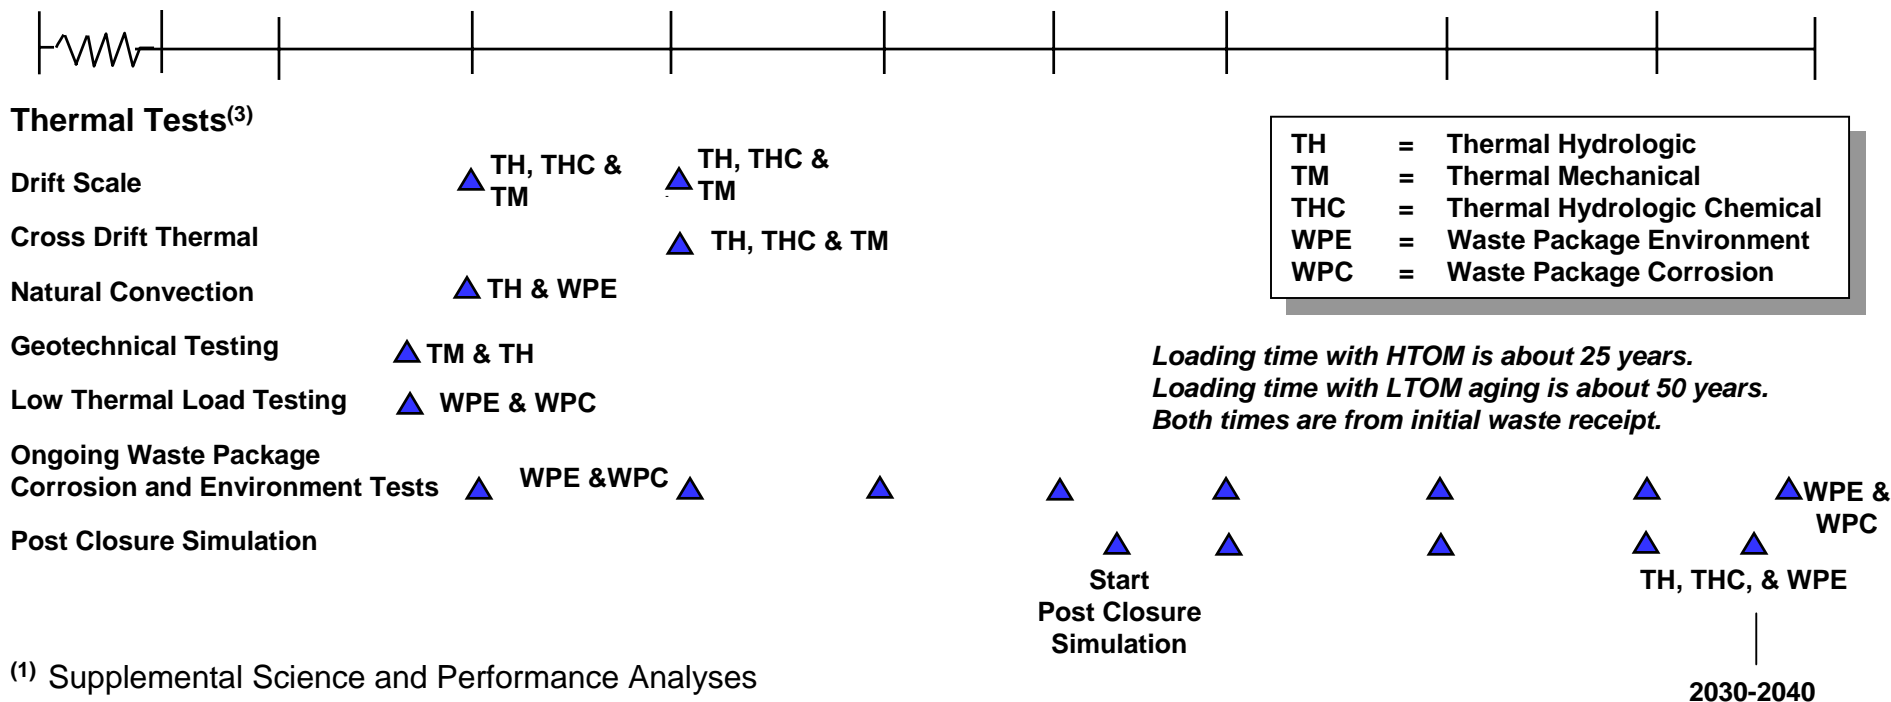 Thermal Tests(3)
TH = Thermal Hydrologic
TM = Thermal Mechanical
THC = Thermal Hydrologic Chemical
WPE = Waste Package Environment
WPC = Waste Package Corrosion
Drift Scale
TH, THC &
TM
TH, THC &
TM
Cross Drift Thermal
TH, THC & TM
Natural Convection
TH & WPE
Geotechnical Testing
TM & TH
Loading time with HTOM is about 25 years.
Loading time with LTOM aging is about 50 years.
Both times are from initial waste receipt.
Low Thermal Load Testing
WPE & WPC
Ongoing Waste Package
Corrosion and Environment Tests
WPE &WPC
WPE &
WPC
Post Closure Simulation
Start
Post Closure
Simulation
TH, THC, & WPE
2030-2040
(1) Supplemental Science and Performance Analyses